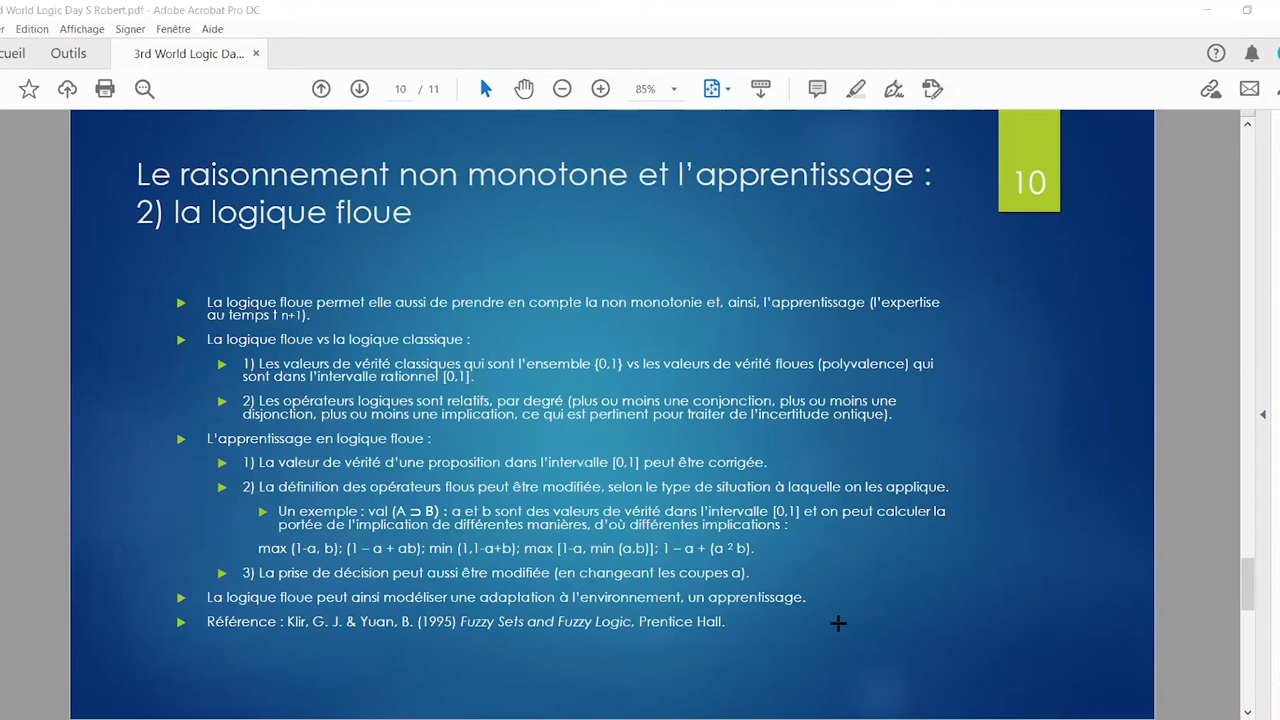 d World Logic Day S Robert.pdf - Adobe Acrobat Pro DC
r Edition Affichage Signer Fenêtre Aide
cueil Outils 3rd World Logic Da... ×
10 / 11 85%
Le raisonnement non monotone et l'apprentissage :
2) la logique floue
10
La logique floue permet elle aussi de prendre en compte la non monotonie et, ainsi, l'apprentissage (l'expertise
au temps t n+1).
La logique floue vs la logique classique :
1) Les valeurs de vérité classiques qui sont l'ensemble {0,1} vs les valeurs de vérité floues (polyvalence) qui
sont dans l'intervalle rationnel [0,1].
2) Les opérateurs logiques sont relatifs, par degré (plus ou moins une conjonction, plus ou moins une
disjonction, plus ou moins une implication, ce qui est pertinent pour traiter de l'incertitude ontique).
L'apprentissage en logique floue :
1) La valeur de vérité d'une proposition dans l'intervalle [0,1] peut être corrigée.
2) La définition des opérateurs flous peut être modifiée, selon le type de situation à laquelle on les applique.
Un exemple : val (A ⊃ B) : a et b sont des valeurs de vérité dans l'intervalle [0,1] et on peut calculer la
portée de l'implication de différentes manières, d'où différentes implications :
max (1-a, b); (1 – a + ab); min (1,1-a+b); max [1-a, min (a,b)]; 1 – a + (a ² b).
3) La prise de décision peut aussi être modifiée (en changeant les coupes a).
La logique floue peut ainsi modéliser une adaptation à l'environnement, un apprentissage.
Référence : Klir, G. J. & Yuan, B. (1995) Fuzzy Sets and Fuzzy Logic, Prentice Hall.